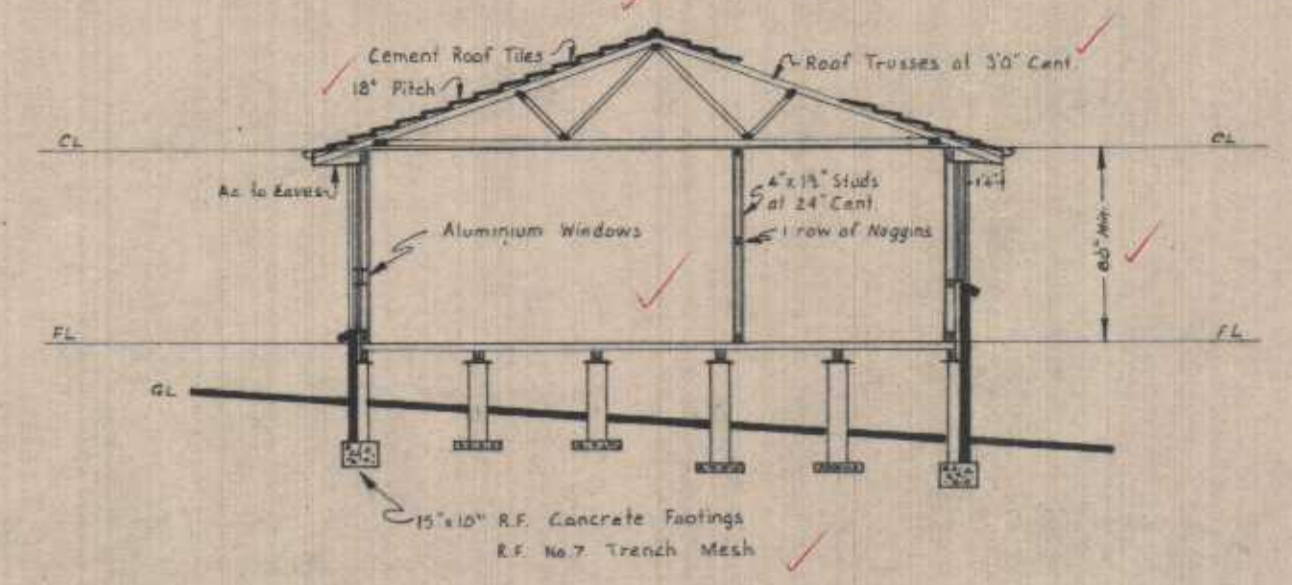 Cement Roof Tiles
18° Pitch
Roof Trusses at 3'0" Cent.
CL
CL
As to Eaves
4"x 1½" Studs
at 24" Cent.
1 row of Noggins
Aluminium Windows
Min.
FL
FL
GL
15"x 10" R.F. Concrete Footings
R.F. No.7 Trench Mesh